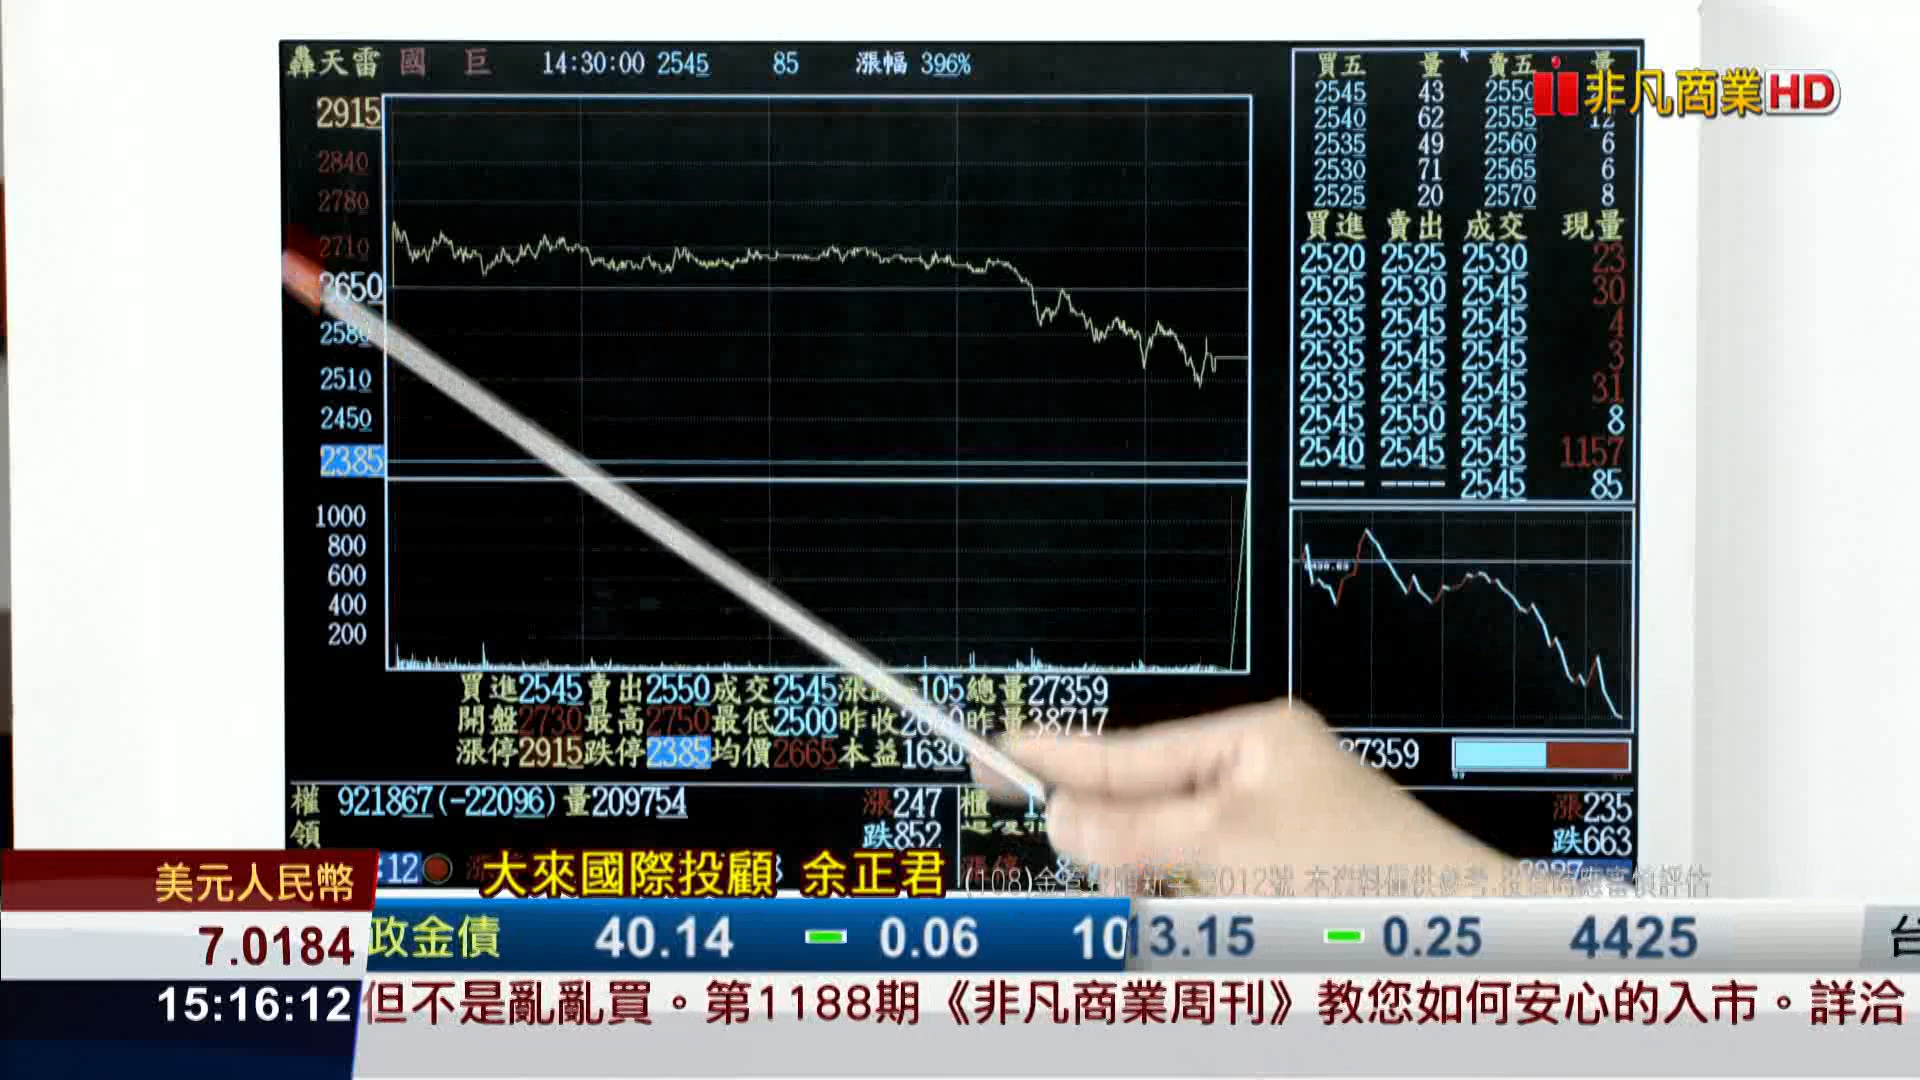 轟天雷 國 巨 14:30:00 2545 85 漲幅 396%
買五 量 賣五 量
2545 43
2540 62 2555 12
2535 49 2560 6
2530 71 2565 6
2525 20 2570 8
非凡商業HD
買進 賣出 成交 現量
2520 2525 2530 23
2525 2530 2545 30
2535 2545 2545 4
2535 2545 2545 3
2535 2545 2545 31
2545 2550 2545 8
2540 2545 2545 1157
---- ---- 2545 85
2915
2840
2780
2710
2650
2580
2510
2450
2385
1000
800
600
400
200
買進2545賣出2550成交2545 105總量27359
開盤2730最高2750最低2500昨收 昨量38717
漲停2915跌停2385均價2665本益1630
權 921867(-22096)量209754 漲247
領 跌852
櫃
漲235
跌663
大來國際投顧 余正君
美元人民幣
7.0184
政金債 40.14 0.06 10
13.15 0.25 4425
15:16:12
但不是亂亂買。第1188期《非凡商業周刊》教您如何安心的入市。詳洽